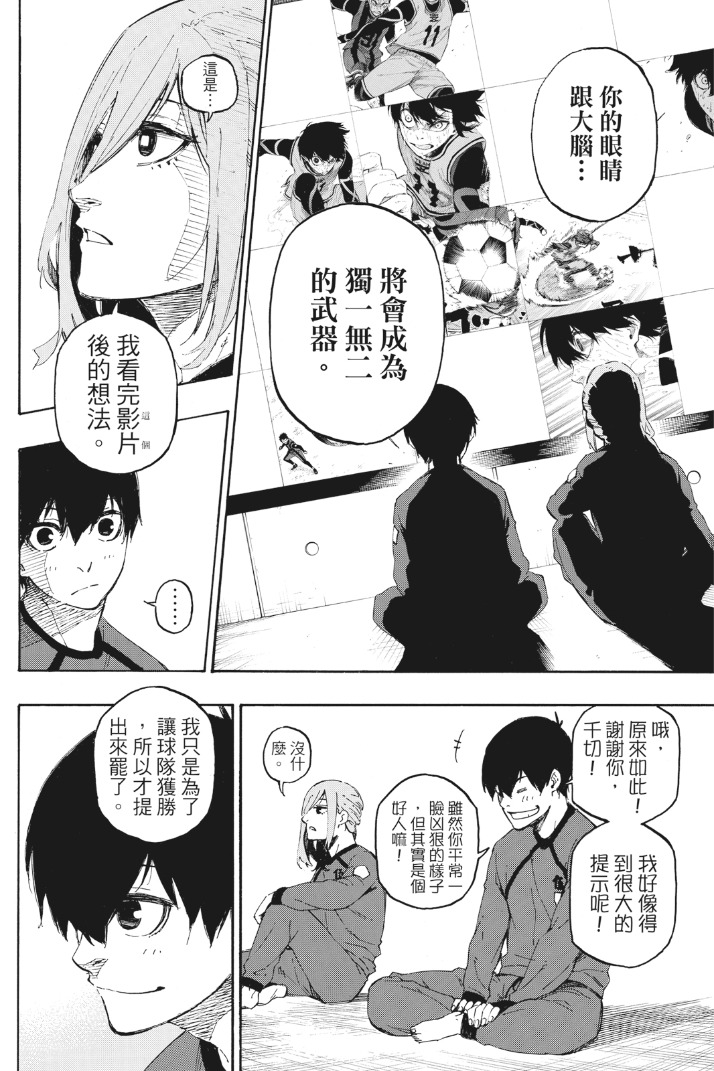 你的眼睛
跟大腦…
將會成為
獨一無二
的武器。
11
這是…
我看完
這個
影片
後的想法。
……
哦，
原來如此！
謝謝你，
千切！
我好像得
到很大的
提示呢！
雖然你平常一
臉凶狠的樣子
，但其實是個
好人嘛！
沒什
麼。
我只是為了
讓球隊獲勝
，所以才提
出來罷了。